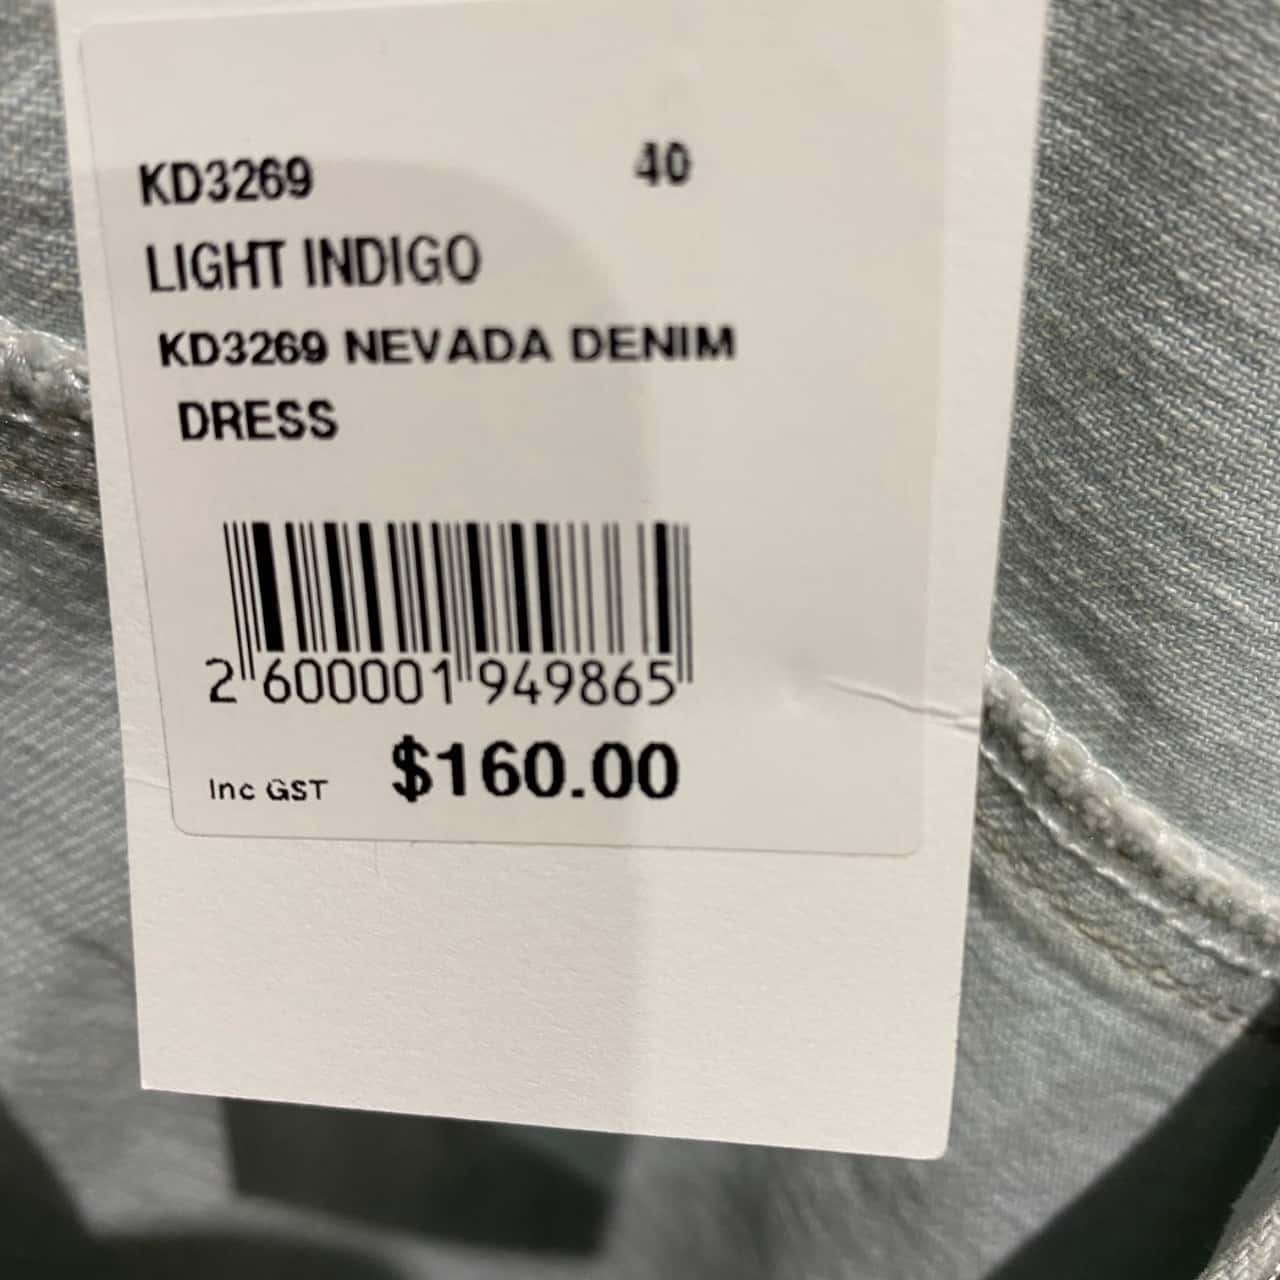 KD3269 40
LIGHT INDIGO
KD3269 NEVADA DENIM
DRESS
2 600001 949865
Inc GST $160.00